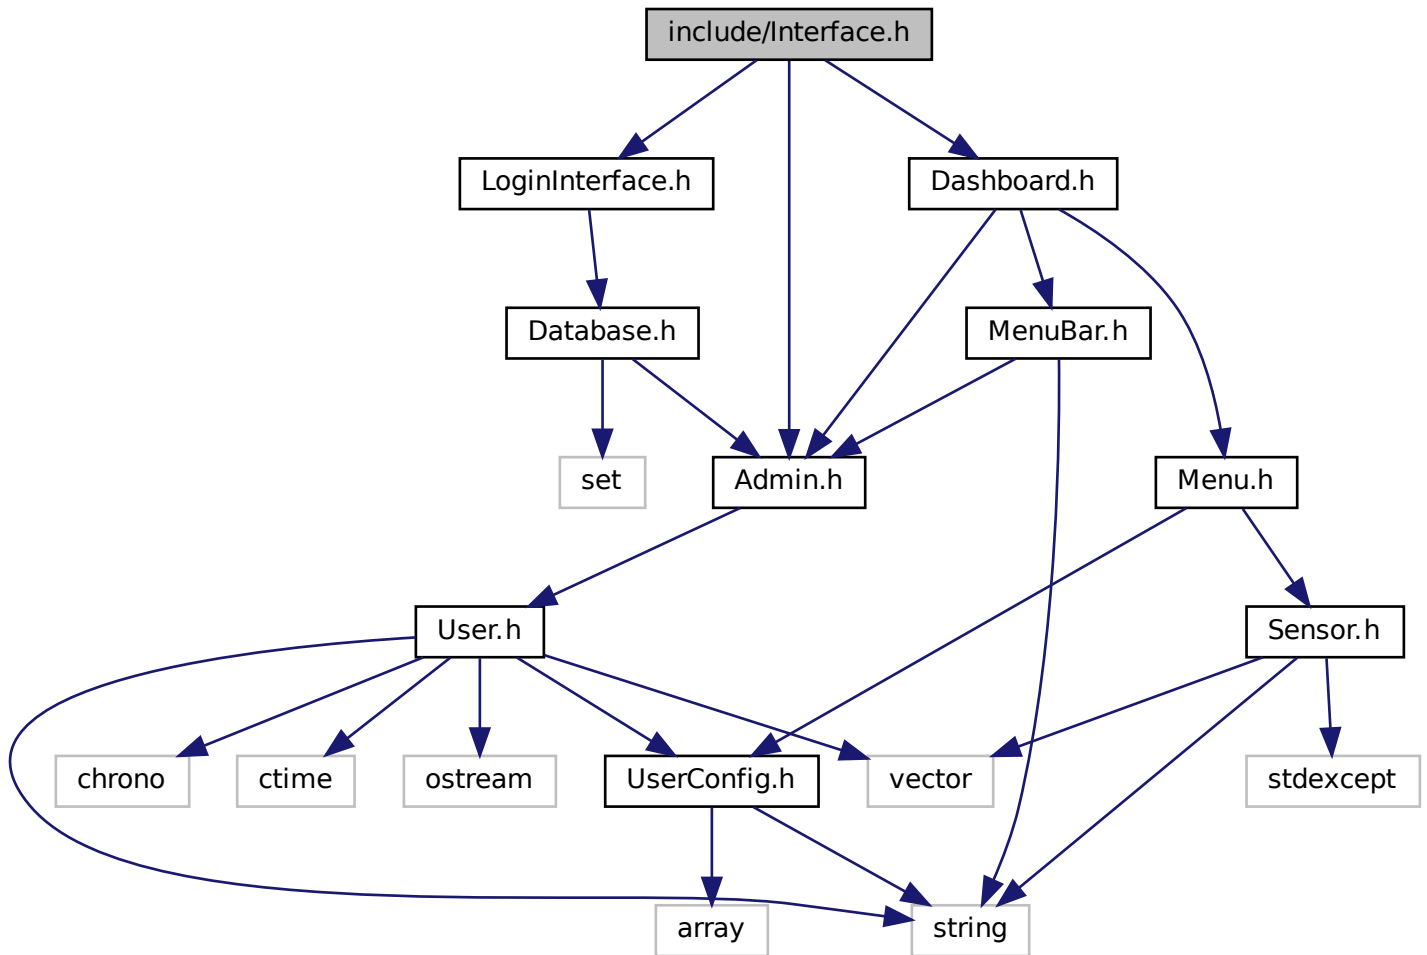 include/Interface.h
LoginInterface.h
Dashboard.h
Database.h
MenuBar.h
set
Admin.h
Menu.h
User.h
Sensor.h
chrono
ctime
ostream
UserConfig.h
vector
stdexcept
array
string